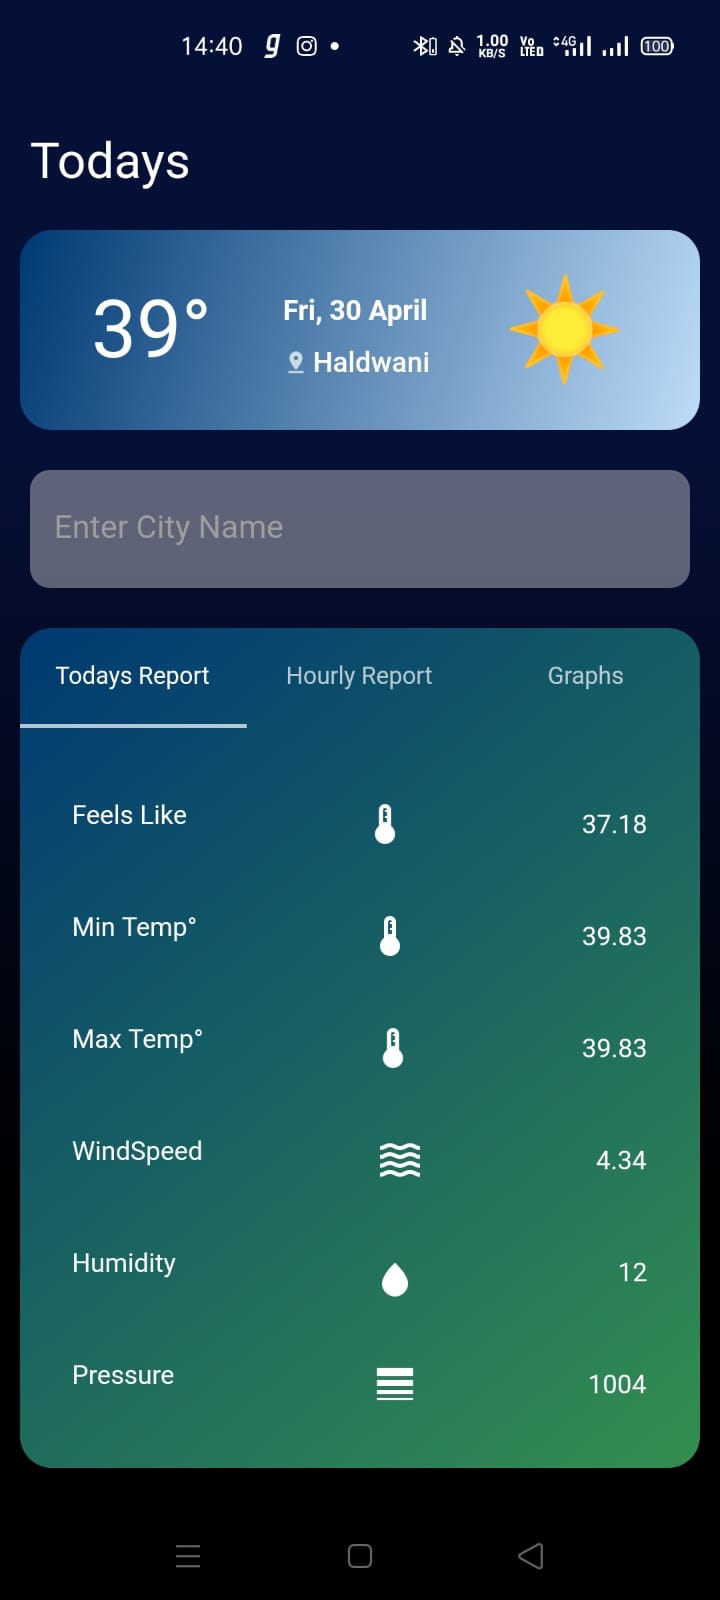 14:40 g 1.00 KB/S Vo LTED 4G 100
Todays
39°
Fri, 30 April
Haldwani
Enter City Name
Todays Report Hourly Report Graphs
Feels Like 37.18
Min Temp° 39.83
Max Temp° 39.83
WindSpeed 4.34
Humidity 12
Pressure 1004